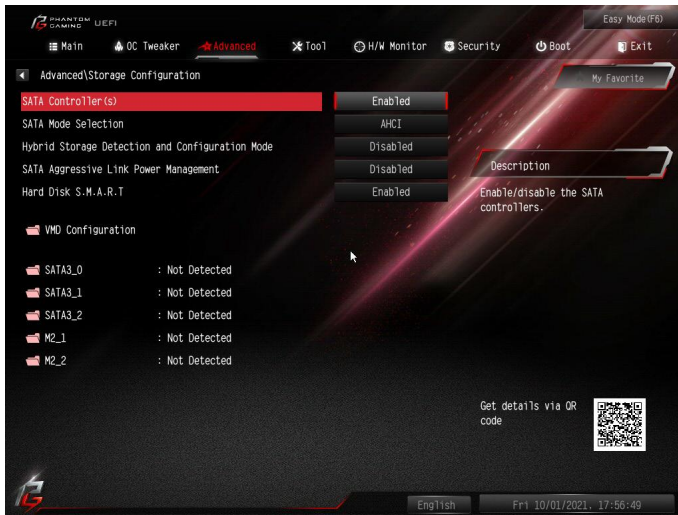 PHANTOM GAMING UEFI
Easy Mode(F6)
Main OC Tweaker Advanced Tool H/W Monitor Security Boot Exit
Advanced\Storage Configuration
My Favorite
SATA Controller(s) Enabled
SATA Mode Selection AHCI
Hybrid Storage Detection and Configuration Mode Disabled
SATA Aggressive Link Power Management Disabled
Hard Disk S.M.A.R.T Enabled
Description
Enable/disable the SATA
controllers.
VMD Configuration
SATA3_0 : Not Detected
SATA3_1 : Not Detected
SATA3_2 : Not Detected
M2_1 : Not Detected
M2_2 : Not Detected
Get details via QR
code
English
Fri 10/01/2021, 17:56:49